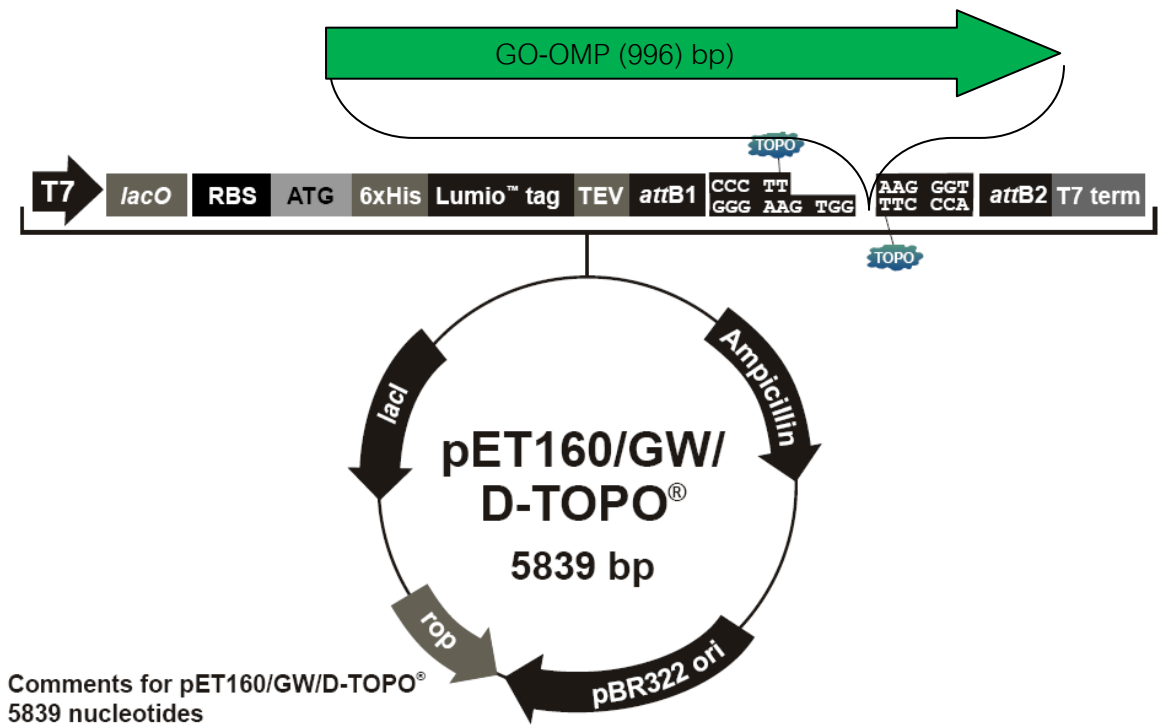 GO-OMP (996) bp)
TOPO
T7 lacO RBS ATG 6xHis Lumio™ tag TEV attB1 CCC TT AAG GGT attB2 T7 term
GGG AAG TGG TTC CCA
TOPO
lacI
Ampicillin
pET160/GW/
D-TOPO®
5839 bp
rop
pBR322 ori
Comments for pET160/GW/D-TOPO®
5839 nucleotides